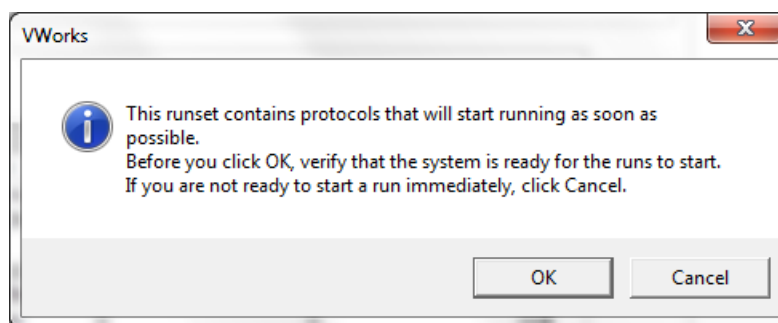 VWorks
This runset contains protocols that will start running as soon as
possible.
Before you click OK, verify that the system is ready for the runs to start.
If you are not ready to start a run immediately, click Cancel.
OK
Cancel